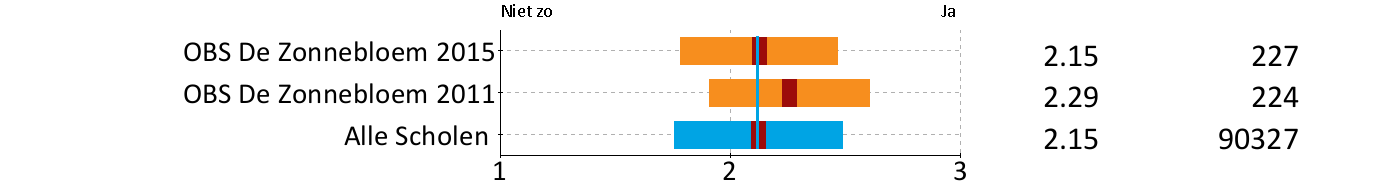 Niet zo Ja
OBS De Zonnebloem 2015 2.15 227
OBS De Zonnebloem 2011 2.29 224
Alle Scholen 2.15 90327
1 2 3